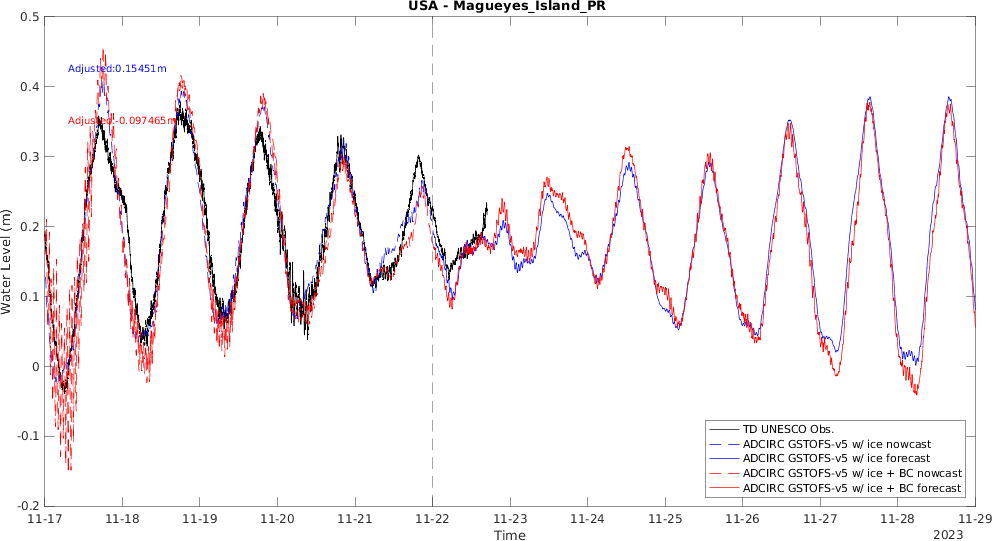 USA - Magueyes_Island_PR
0.5
0.4
0.3
0.2
0.1
0
-0.1
-0.2
Water Level (m)
Adjusted:0.15451m
Adjusted:-0.097465m
TD UNESCO Obs.
ADCIRC GSTOFS-v5 w/ ice nowcast
ADCIRC GSTOFS-v5 w/ ice forecast
ADCIRC GSTOFS-v5 w/ ice + BC nowcast
ADCIRC GSTOFS-v5 w/ ice + BC forecast
11-17 11-18 11-19 11-20 11-21 11-22 11-23 11-24 11-25 11-26 11-27 11-28 11-29
Time
2023